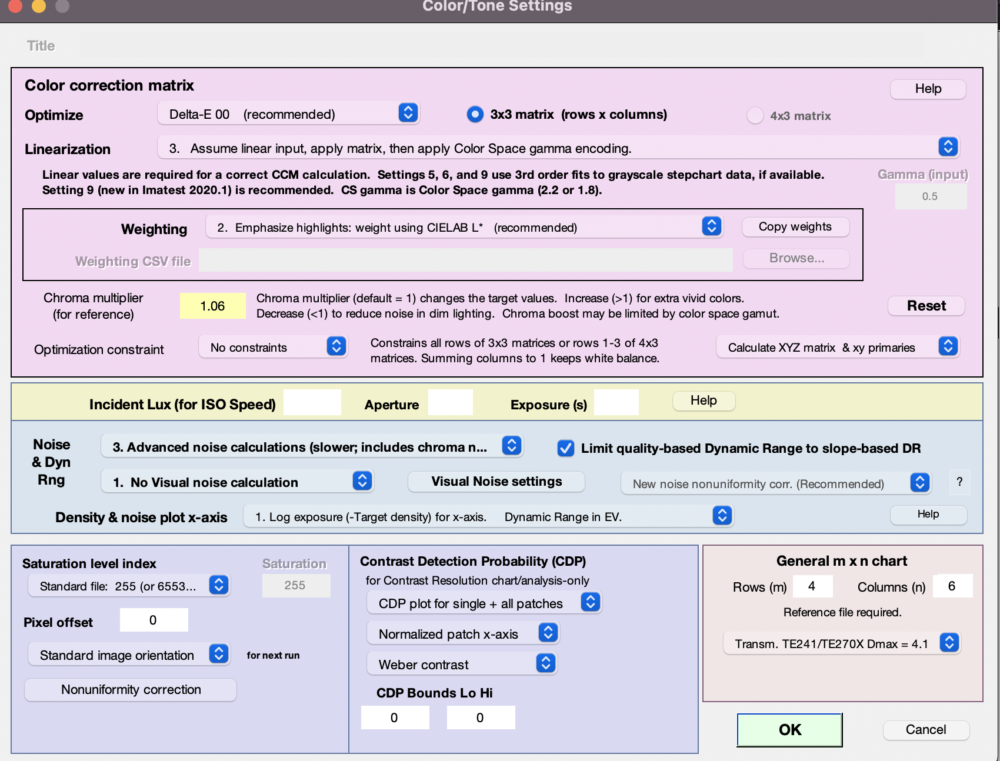 Color/Tone Settings
Title
Color correction matrix
Help
Optimize
Delta-E 00 (recommended)
3x3 matrix (rows x columns)
4x3 matrix
Linearization
3. Assume linear input, apply matrix, then apply Color Space gamma encoding.
Linear values are required for a correct CCM calculation. Settings 5, 6, and 9 use 3rd order fits to grayscale stepchart data, if available.
Setting 9 (new in Imatest 2020.1) is recommended. CS gamma is Color Space gamma (2.2 or 1.8).
Gamma (input)
0.5
Weighting
2. Emphasize highlights: weight using CIELAB L* (recommended)
Copy weights
Weighting CSV file
Browse...
Chroma multiplier
(for reference)
1.06
Chroma multiplier (default = 1) changes the target values. Increase (>1) for extra vivid colors.
Decrease (<1) to reduce noise in dim lighting. Chroma boost may be limited by color space gamut.
Reset
Optimization constraint
No constraints
Constrains all rows of 3x3 matrices or rows 1-3 of 4x3
matrices. Summing columns to 1 keeps white balance.
Calculate XYZ matrix & xy primaries
Incident Lux (for ISO Speed)
Aperture
Exposure (s)
Help
Noise
& Dyn
Rng
3. Advanced noise calculations (slower; includes chroma n...
Limit quality-based Dynamic Range to slope-based DR
1. No Visual noise calculation
Visual Noise settings
New noise nonuniformity corr. (Recommended)
?
Density & noise plot x-axis
1. Log exposure (-Target density) for x-axis. Dynamic Range in EV.
Help
Saturation level index
Saturation
Standard file: 255 (or 6553...
255
Pixel offset
0
Standard image orientation
for next run
Nonuniformity correction
Contrast Detection Probability (CDP)
for Contrast Resolution chart/analysis-only
CDP plot for single + all patches
Normalized patch x-axis
Weber contrast
CDP Bounds Lo Hi
0
0
General m x n chart
Rows (m)
4
Columns (n)
6
Reference file required.
Transm. TE241/TE270X Dmax = 4.1
OK
Cancel